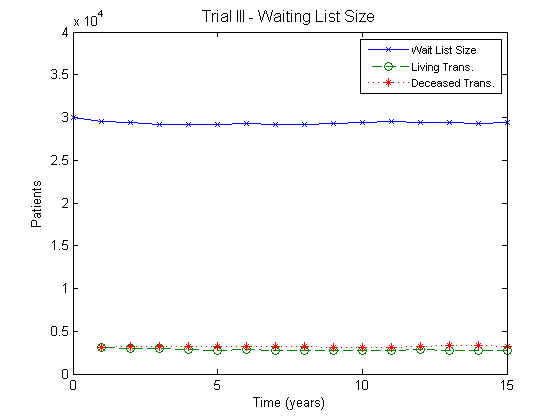 Trial III - Waiting List Size
x 10^4
4
3.5
3
2.5
2
1.5
1
0.5
0
0
5
10
15
Patients
Time (years)
Wait List Size
Living Trans.
Deceased Trans.